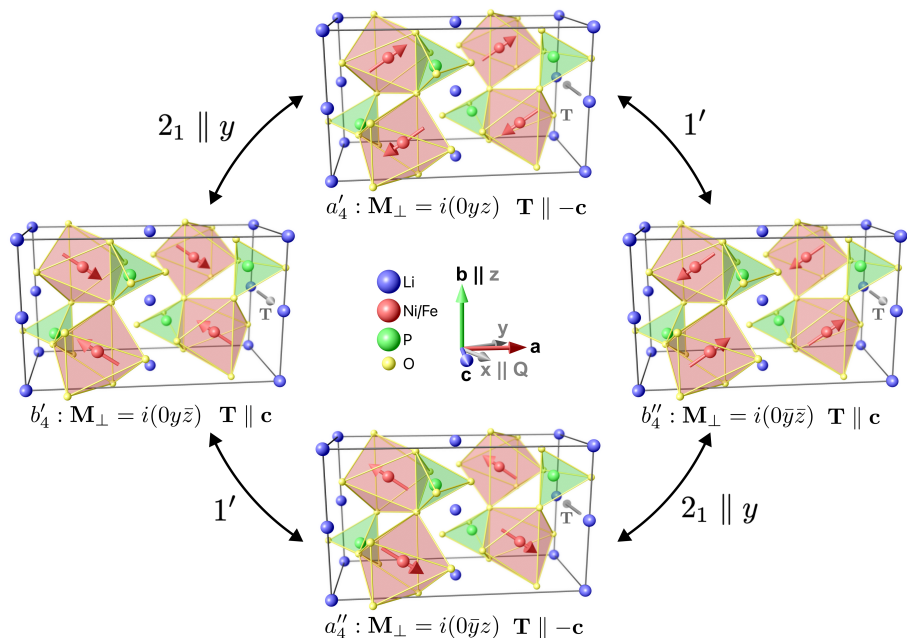 T
2₁ ∥ y
1′
a′₄ : M⊥ = i(0yz) T ∥ −c
T
T
Li
Ni/Fe
P
O
b ∥ z
y
a
x ∥ Q
c
b′₄ : M⊥ = i(0yz̄) T ∥ c
b″₄ : M⊥ = i(0ȳz̄) T ∥ c
T
1′
2₁ ∥ y
a″₄ : M⊥ = i(0ȳz) T ∥ −c